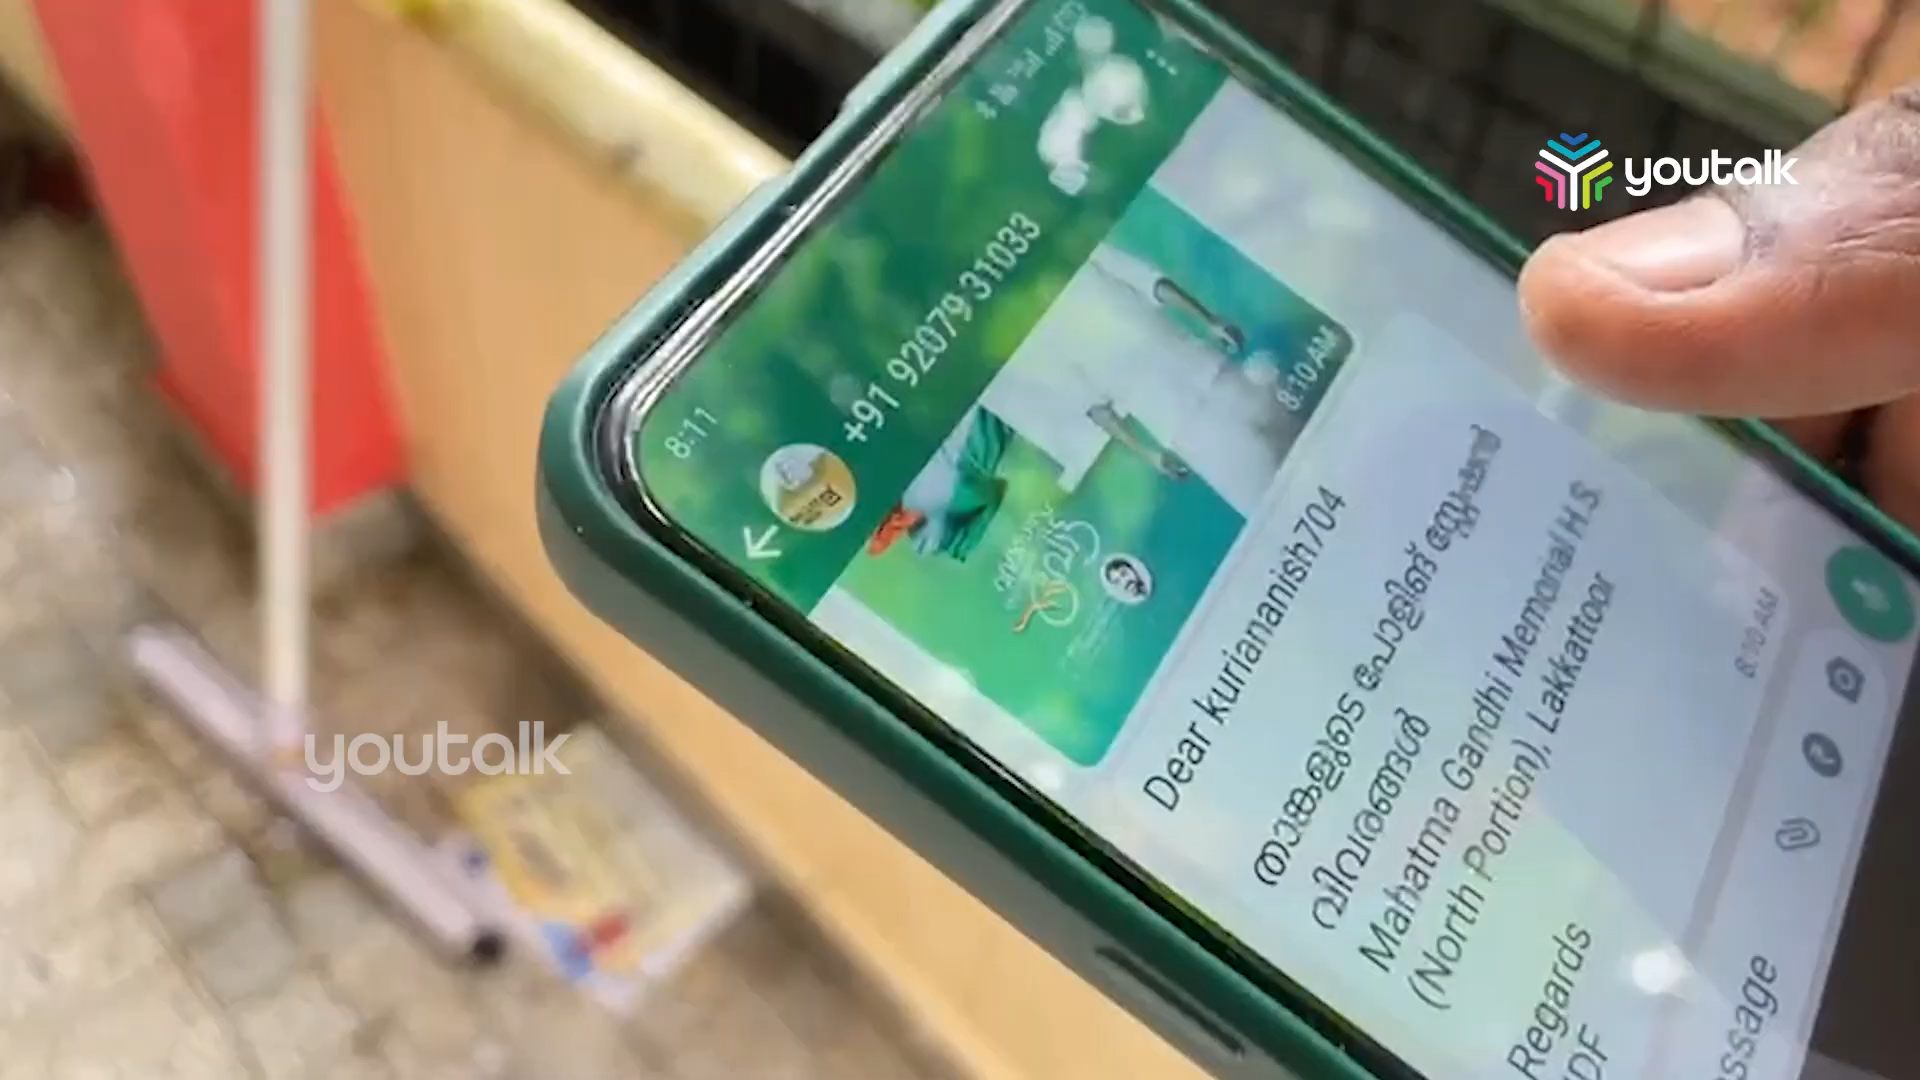 youtalk
8:11
+91 92079 31033
8:10 AM
Dear kuriananish704
താങ്കളുടെ പോളിങ് സ്റ്റേഷന്റെ
വിവരങ്ങൾ
Mahatma Gandhi Memorial H.S.
(North Portion), Lakkattoor
8:10 AM
Regards
youtalk